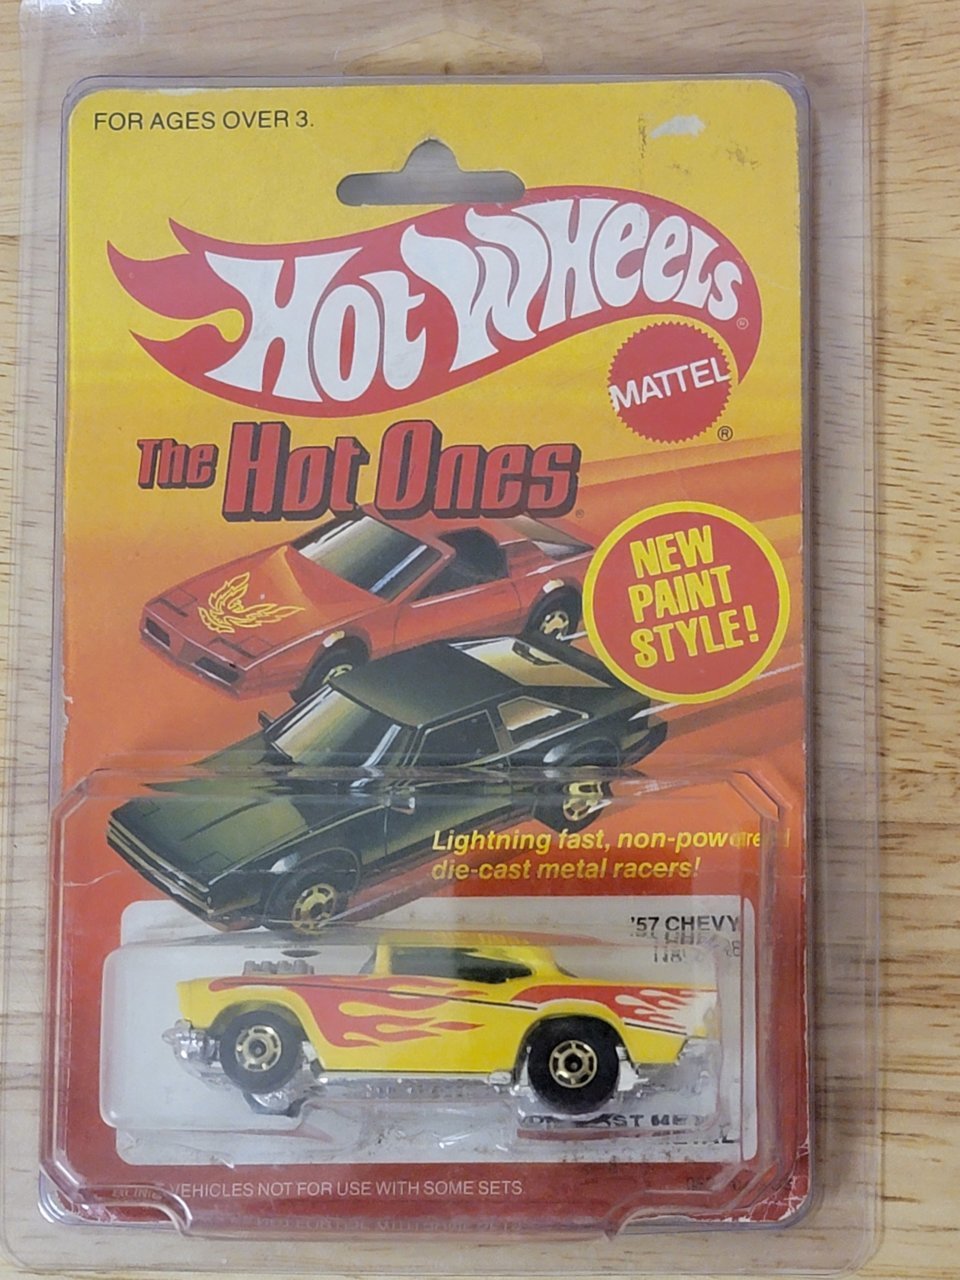 FOR AGES OVER 3.
HOT WHEELS®
MATTEL
®
The Hot Ones®
NEW
PAINT
STYLE!
Lightning fast, non-powered
die-cast metal racers!
'57 CHEVY
VEHICLES NOT FOR USE WITH SOME SETS